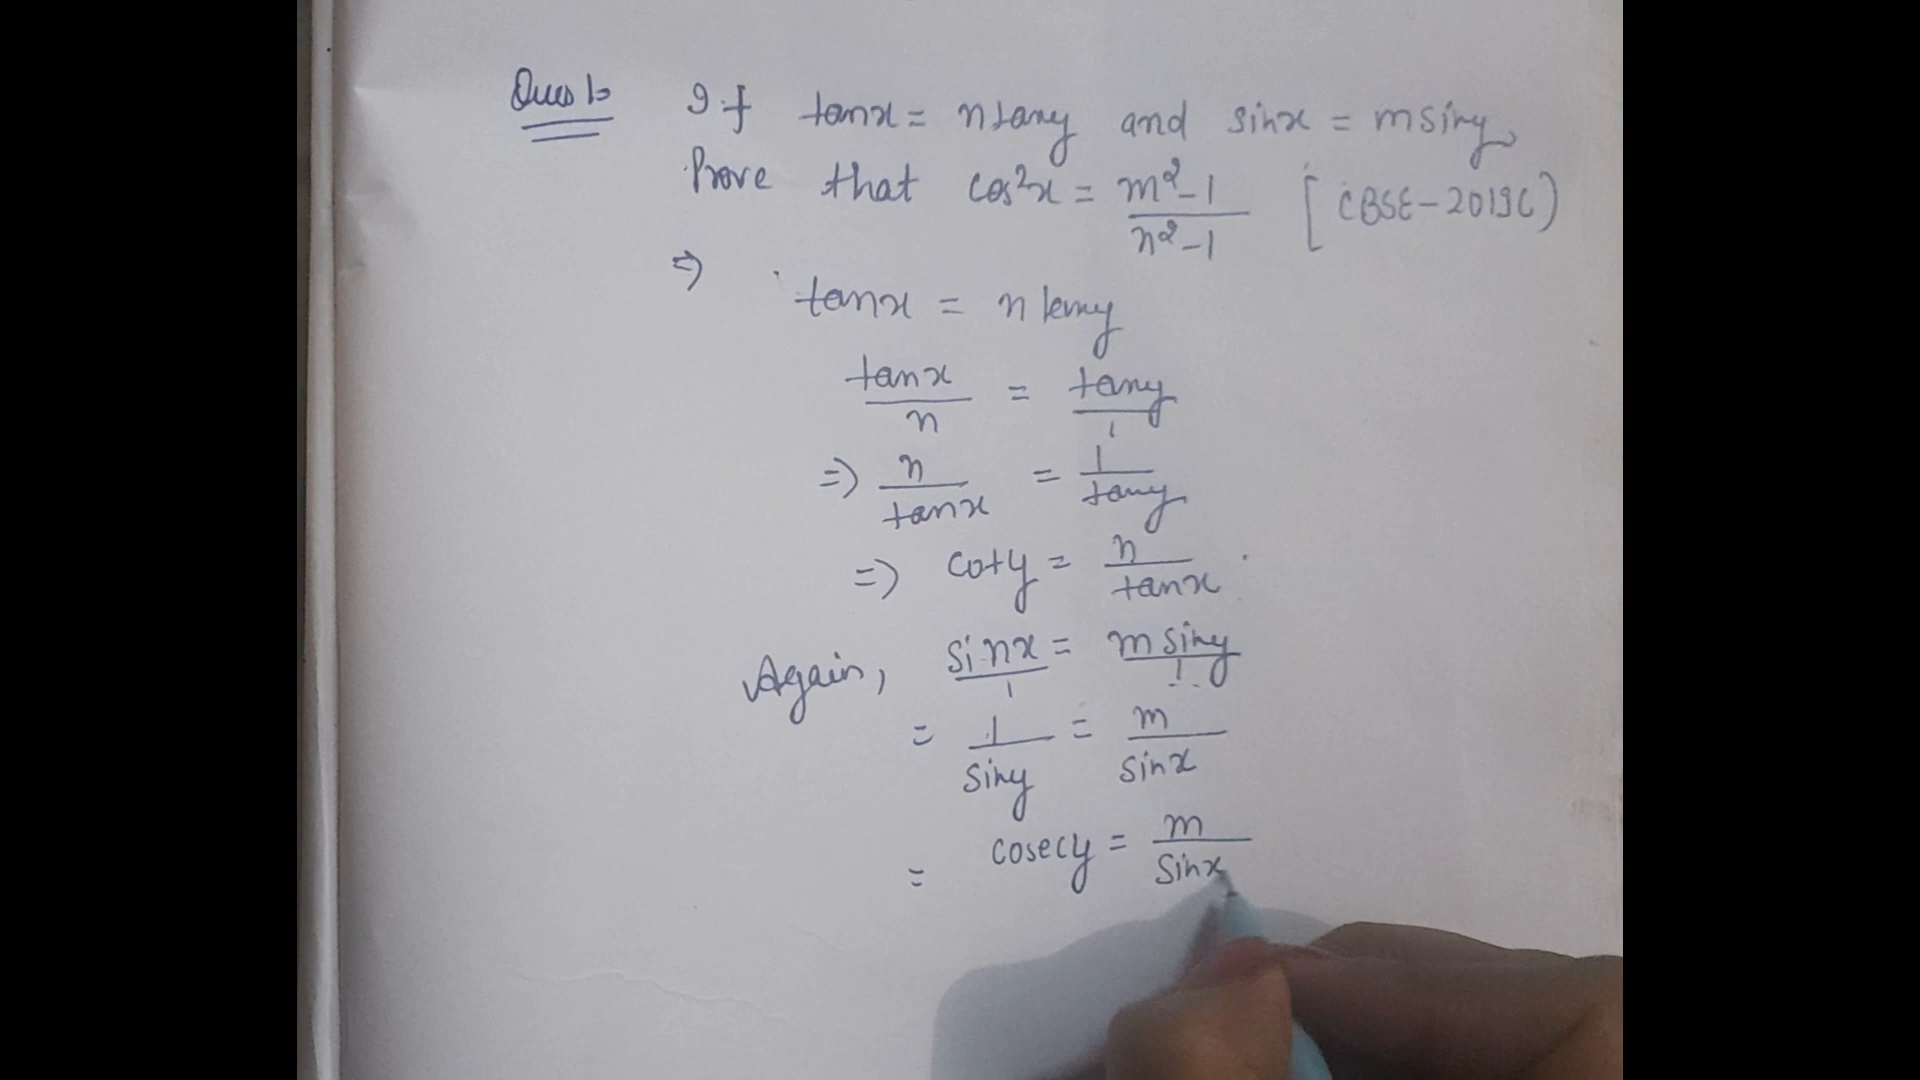 Ques 1: If tanx = n tany and sinx = m siny,
Prove that cos²x = m²-1 / n²-1 [CBSE-2019C)
⇒ tanx = n tany
tanx / n = tany / 1
⇒ n / tanx = 1 / tany
⇒ coty = n / tanx
Again, sinx / 1 = m siny / 1
= 1 / siny = m / sinx
= cosecy = m / sinx